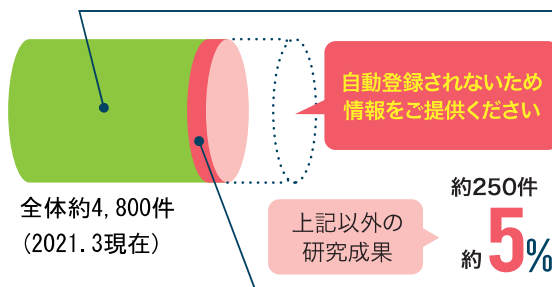 自動登録されないため
情報をご提供ください
全体約4,800件
(2021.3現在)
上記以外の
研究成果
約250件
約5%